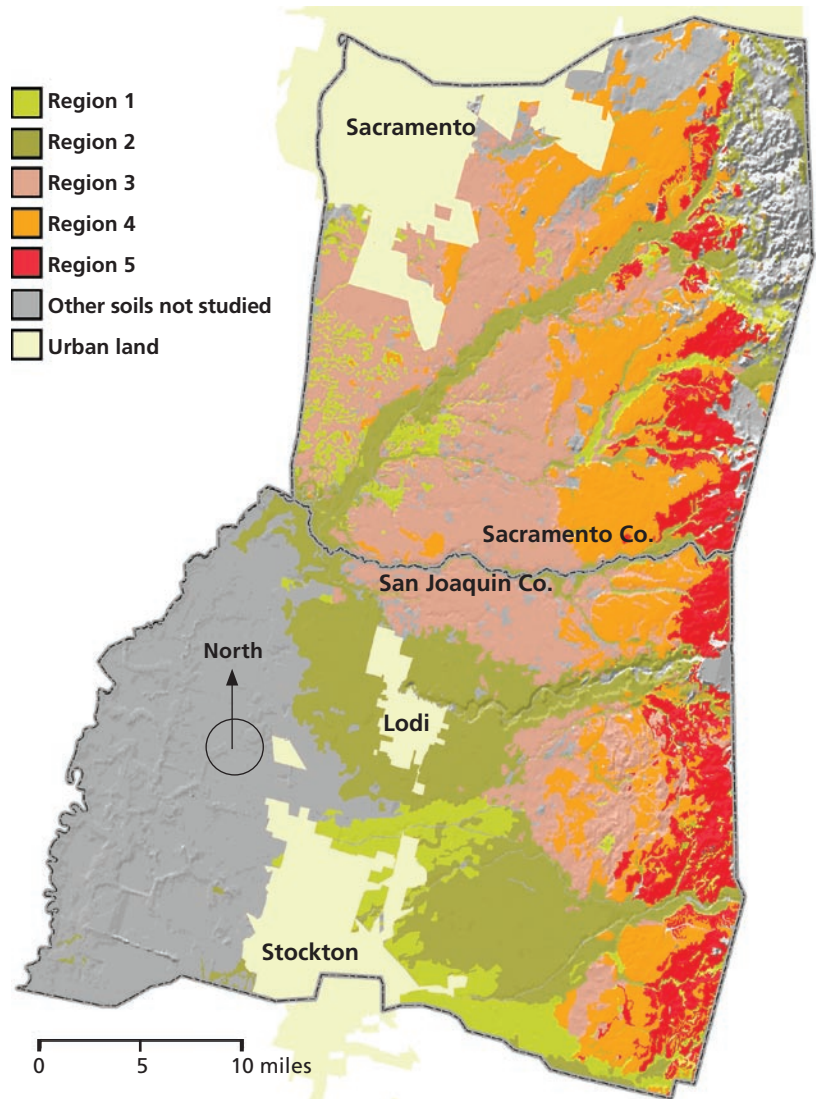 Region 1
Region 2
Region 3
Region 4
Region 5
Other soils not studied
Urban land
Sacramento
Sacramento Co.
San Joaquin Co.
North
Lodi
Stockton
0 5 10 miles